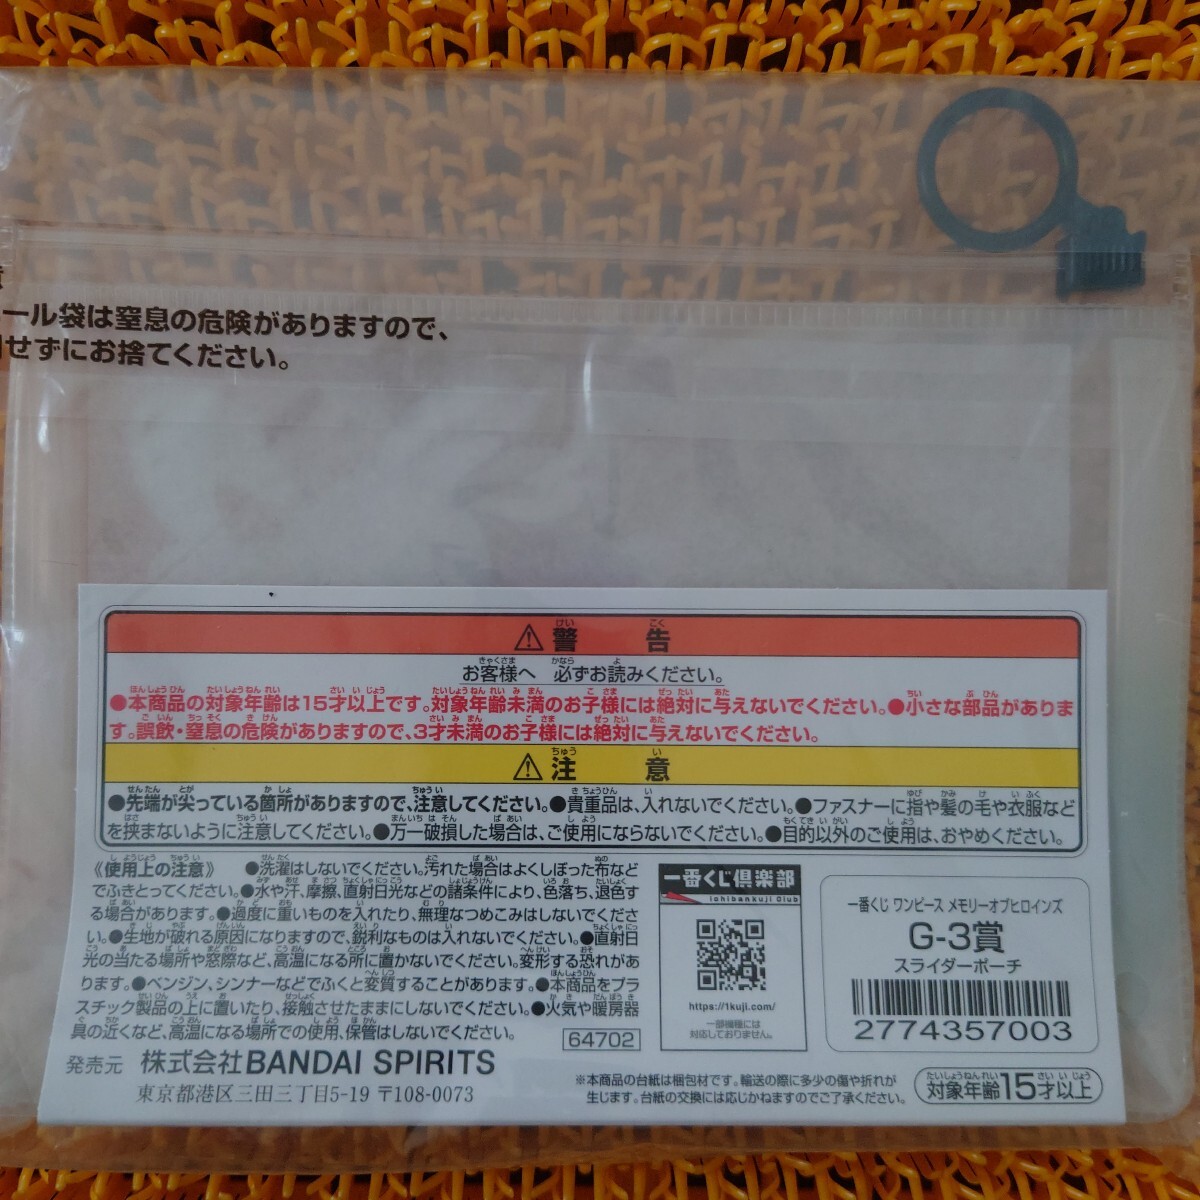 ール袋は窒息の危険がありますので、
せずにお捨てください。
警告
お客様へ 必ずお読みください。
●本商品の対象年齢は15才以上です。対象年齢未満のお子様には絶対に与えないでください。●小さな部品がありま
す。誤飲・窒息の危険がありますので、3才未満のお子様には絶対に与えないでください。
注意
●先端が尖っている箇所がありますので、注意してください。●貴重品は、入れないでください。●ファスナーに指や髪の毛や衣服など
を挟まないように注意してください。●万一破損した場合は、ご使用にならないでください。●目的以外のご使用は、おやめください。
《使用上の注意》 ●洗濯はしないでください。汚れた場合はよくしぼった布など
でふきとってください。●水や汗、摩擦、直射日光などの諸条件により、色落ち、退色す
る場合があります。●過度に重いものを入れたり、無理なつめこみはしないでくださ
い。●生地が破れる原因になりますので、鋭利なものは入れないでください。●直射日
光の当たる場所や窓際など、高温になる所に置かないでください。変形する恐れがあ
ります。●ベンジン、シンナーなどでふくと変質することがあります。●本商品をプラ
スチック製品の上に置いたり、接触させたままにしないでください。●火気や暖房器
具の近くなど、高温になる場所での使用、保管はしないでください。
64702
発売元 株式会社BANDAI SPIRITS
東京都港区三田三丁目5-19 〒108-0073
一番くじ倶楽部
Ichibankuji Club
https://1kuji.com/
一部機種には
対応しておりません。
一番くじ ワンピース メモリーオブヒロインズ
G-3賞
スライダーポーチ
2774357003
※本商品の台紙は梱包材です。輸送の際に多少の傷や折れが
生じます。台紙の交換には応じかねますのでご了承ください。
対象年齢15才以上